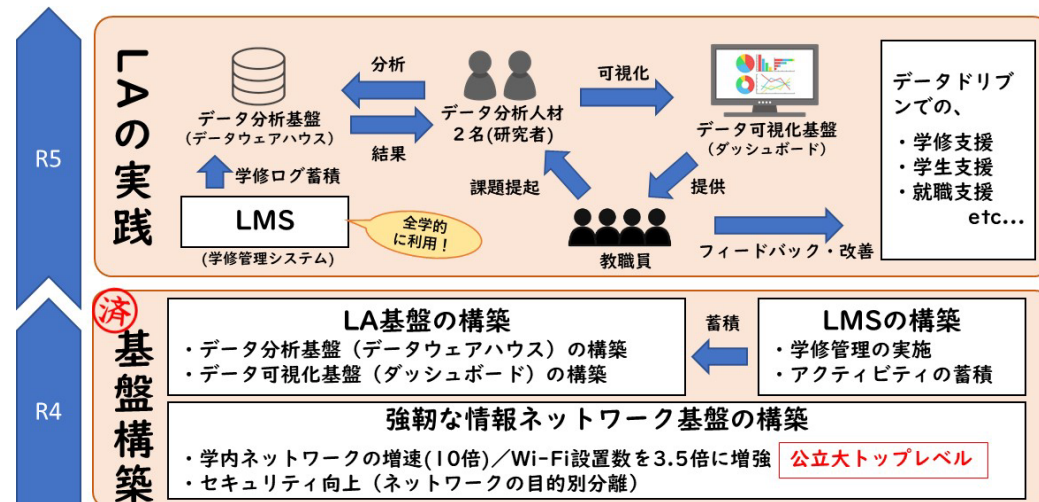 R5
LAの実践
データ分析基盤
(データウェアハウス)
分析
結果
データ分析人材
2名(研究者)
可視化
データ可視化基盤
(ダッシュボード)
学修ログ蓄積
LMS
(学修管理システム)
全学的
に利用！
課題提起
提供
教職員
フィードバック・改善
データドリブ
ンでの、
・学修支援
・学生支援
・就職支援
etc...
R4
済
基盤構築
LA基盤の構築
・データ分析基盤（データウェアハウス）の構築
・データ可視化基盤（ダッシュボード）の構築
蓄積
LMSの構築
・学修管理の実施
・アクティビティの蓄積
強靭な情報ネットワーク基盤の構築
・学内ネットワークの増速(10倍)／Wi-Fi設置数を3.5倍に増強
公立大トップレベル
・セキュリティ向上（ネットワークの目的別分離）